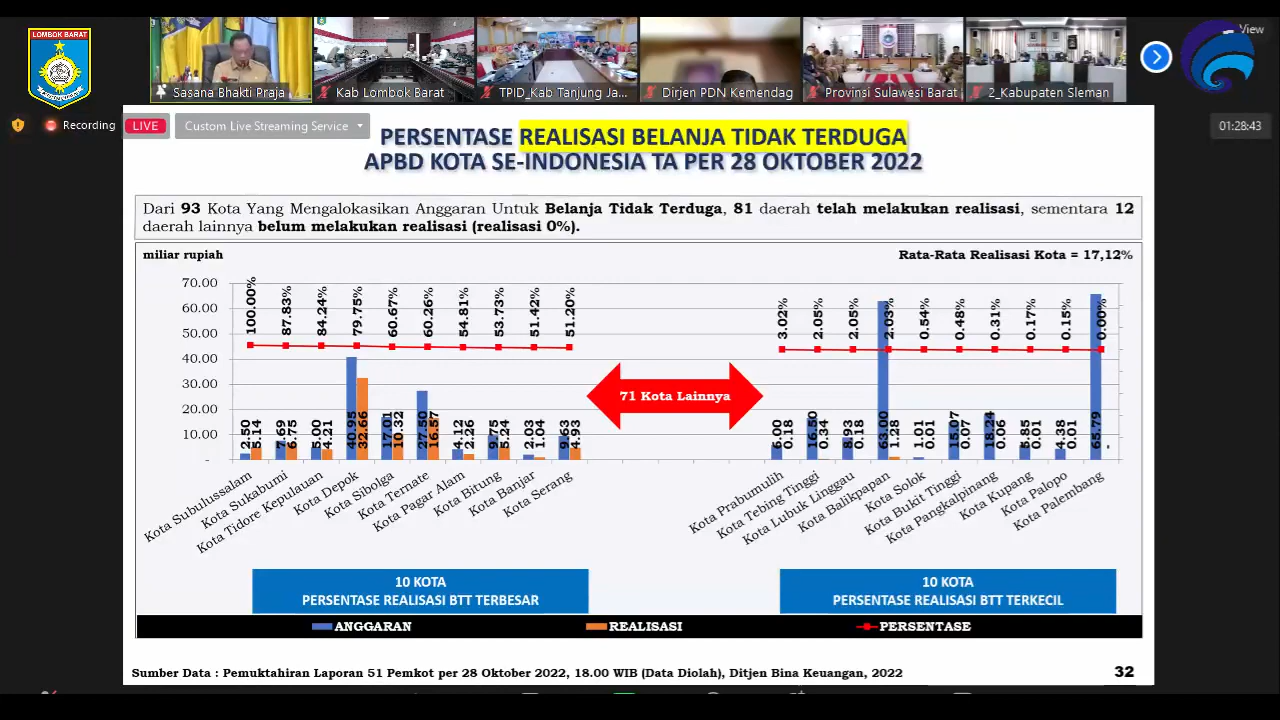 LOMBOK BARAT
Sasana Bhakti Praja
Kab Lombok Barat
TPID_Kab Tanjung Ja...
Dirjen PDN Kemendag
Provinsi Sulawesi Barat
2_Kabupaten Sleman
View
Recording
LIVE
Custom Live Streaming Service
01:28:43
PERSENTASE REALISASI BELANJA TIDAK TERDUGA
APBD KOTA SE-INDONESIA TA PER 28 OKTOBER 2022
Dari 93 Kota Yang Mengalokasikan Anggaran Untuk Belanja Tidak Terduga, 81 daerah telah melakukan realisasi, sementara 12
daerah lainnya belum melakukan realisasi (realisasi 0%).
miliar rupiah
Rata-Rata Realisasi Kota = 17,12%
70.00
60.00
50.00
40.00
30.00
20.00
10.00
-
100.00%
87.83%
84.24%
79.75%
60.67%
60.26%
54.81%
53.73%
51.42%
51.20%
3.02%
2.05%
2.05%
2.03%
0.54%
0.48%
0.31%
0.17%
0.15%
0.00%
71 Kota Lainnya
2.50
5.14
7.69
6.75
5.00
4.21
40.95
32.66
17.01
10.32
27.50
16.57
4.12
2.26
9.75
5.24
2.03
1.04
9.63
4.93
6.00
0.18
16.50
0.34
8.93
0.18
63.00
1.28
1.01
0.01
15.07
0.07
18.24
0.06
5.85
0.01
4.38
0.01
65.79
-
Kota Subulussalam
Kota Sukabumi
Kota Tidore Kepulauan
Kota Depok
Kota Sibolga
Kota Ternate
Kota Pagar Alam
Kota Bitung
Kota Banjar
Kota Serang
Kota Prabumulih
Kota Tebing Tinggi
Kota Lubuk Linggau
Kota Balikpapan
Kota Solok
Kota Bukit Tinggi
Kota Pangkalpinang
Kota Kupang
Kota Palopo
Kota Palembang
10 KOTA
PERSENTASE REALISASI BTT TERBESAR
10 KOTA
PERSENTASE REALISASI BTT TERKECIL
ANGGARAN
REALISASI
PERSENTASE
Sumber Data : Pemuktahiran Laporan 51 Pemkot per 28 Oktober 2022, 18.00 WIB (Data Diolah), Ditjen Bina Keuangan, 2022
32